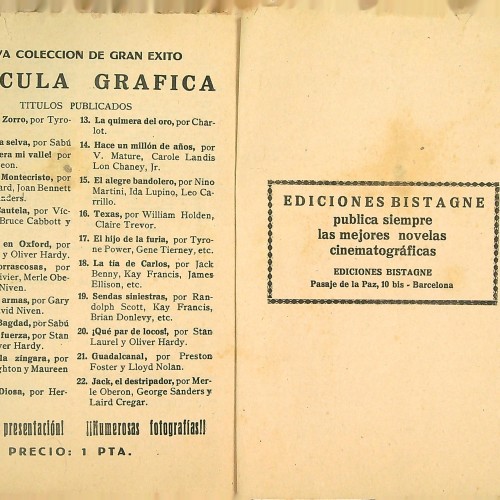 VA COLECCION DE GRAN EXITO
CULA GRAFICA
TITULOS PUBLICADOS
Zorro, por Tyro-
a selva, por Sabú
era mi valle! por
eon.
Montecristo, por
ard, Joan Bennett
anders.
autela, por Víc-
Bruce Cabbott y
en Oxford, por
y Oliver Hardy.
orrascosas, por
ivier, Merle Obe-
Niven.
armas, por Gary
vid Niven.
Bagdad, por Sabú
fuerza, por Stan
ver Hardy.
la zíngara, por
ghton y Maureen
Diosa, por Her-
13. La quimera del oro, por Char-
lot.
14. Hace un millón de años, por
V. Mature, Carole Landis
Lon Chaney, Jr.
15. El alegre bandolero, por Nino
Martini, Ida Lupino, Leo Ca-
rrillo.
16. Texas, por William Holden,
Claire Trevor.
17. El hijo de la furia, por Tyro-
ne Power, Gene Tierney, etc.
18. La tía de Carlos, por Jack
Benny, Kay Francis, James
Ellison, etc.
19. Sendas siniestras, por Ran-
dolph Scott, Kay Francis,
Brian Donlevy, etc.
20. ¡Qué par de locos!, por Stan
Laurel y Oliver Hardy.
21. Guadalcanal, por Preston
Foster y Lloyd Nolan.
22. Jack, el destripador, por Mer-
le Oberon, George Sanders y
Laird Cregar.
presentación! ¡¡Numerosas fotografías!!
PRECIO: 1 PTA.
EDICIONES BISTAGNE
publica siempre
las mejores novelas
cinematográficas
EDICIONES BISTAGNE
Pasaje de la Paz, 10 bis - Barcelona